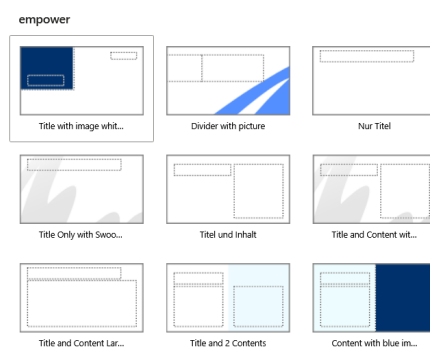 empower
Title with image whit...
Divider with picture
Nur Titel
Title Only with Swoo...
Titel und Inhalt
Title and Content wit...
Title and Content Lar...
Title and 2 Contents
Content with blue im...